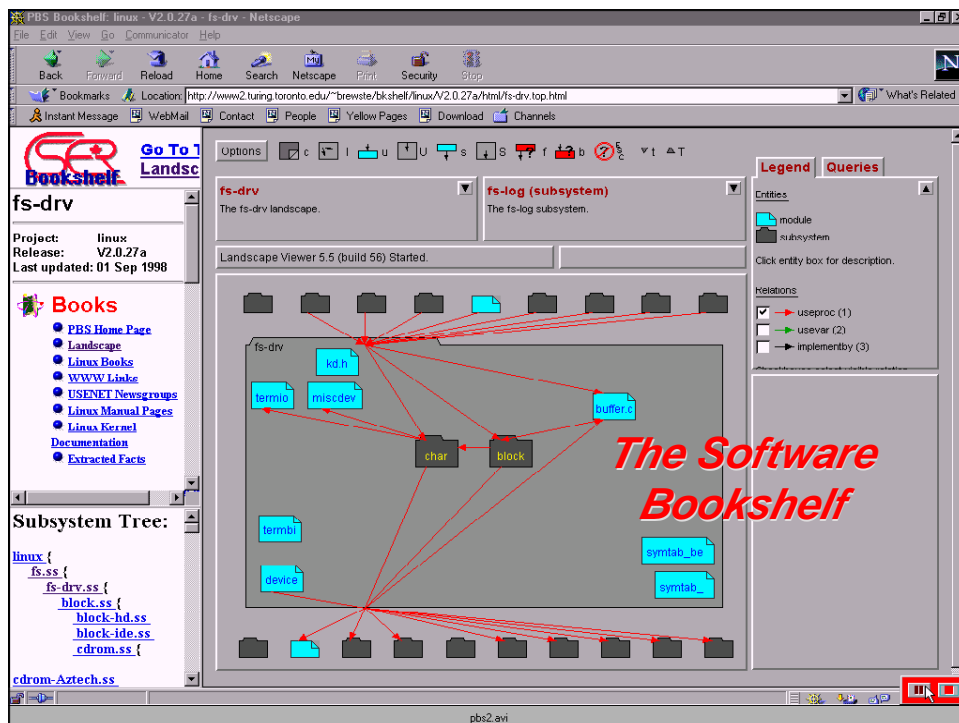 PBS Bookshelf: linux - V2.0.27a - fs-drv - Netscape
File Edit View Go Communicator Help
Back Forward Reload Home Search Netscape Print Security Stop
Bookmarks Location: http://www2.turing.toronto.edu/~brewste/bkshelf/linux/V2.0.27a/html/fs-drv.top.html What's Related
Instant Message WebMail Contact People Yellow Pages Download Channels
Bookshelf
Go To T
Landsc
fs-drv
Project: linux
Release: V2.0.27a
Last updated: 01 Sep 1998
Books
PBS Home Page
Landscape
Linux Books
WWW Links
USENET Newsgroups
Linux Manual Pages
Linux Kernel
Documentation
Extracted Facts
Subsystem Tree:
linux {
fs.ss {
fs-drv.ss {
block.ss {
block-hd.ss
block-ide.ss
cdrom.ss {
cdrom-Aztech.ss
Options c l u U s S f b t T
fs-drv
The fs-drv landscape.
fs-log (subsystem)
The fs-log subsystem.
Landscape Viewer 5.5 (build 56) Started.
fs-drv
kd.h
termio miscdev
buffer.c
char block
termbi
device
symtab_be
symtab_
The Software
Bookshelf
Legend Queries
Entities
module
subsystem
Click entity box for description.
Relations
useproc (1)
usevar (2)
implementby (3)
pbs2.avi